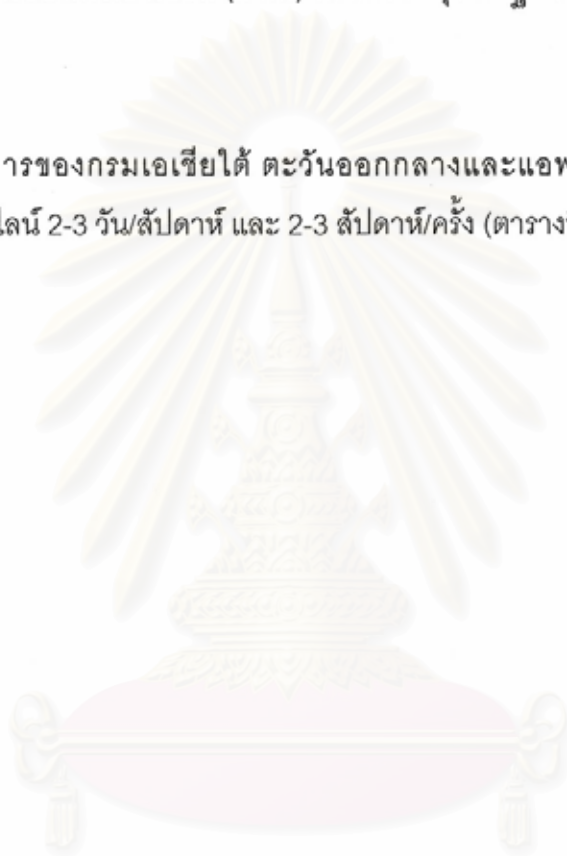 ารของกรมเอเชียใต้ ตะวันออกกลางและแอฟ
ไลน์ 2-3 วัน/สัปดาห์ และ 2-3 สัปดาห์/ครั้ง (ตาราง